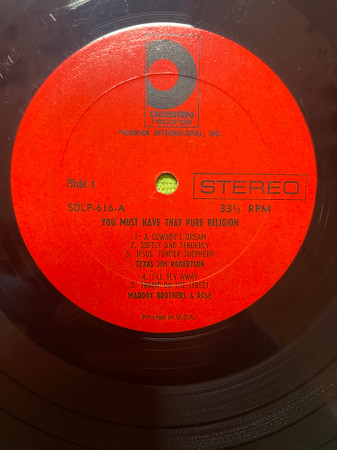 D
DESIGN
records
PICKWICK INTERNATIONAL, INC.
Side 1
STEREO
SDLP-616-A
33⅓ RPM
YOU MUST HAVE THAT PURE RELIGION
1. A COWBOY'S DREAM
2. SOFTLY AND TENDERLY
3. JESUS, TENDER SHEPHERD
TEXAS JIM ROBERTSON
4. I'LL FLY AWAY
5. TRAMP ON THE STREET
MADDOX BROTHERS & ROSE
Printed in U.S.A.